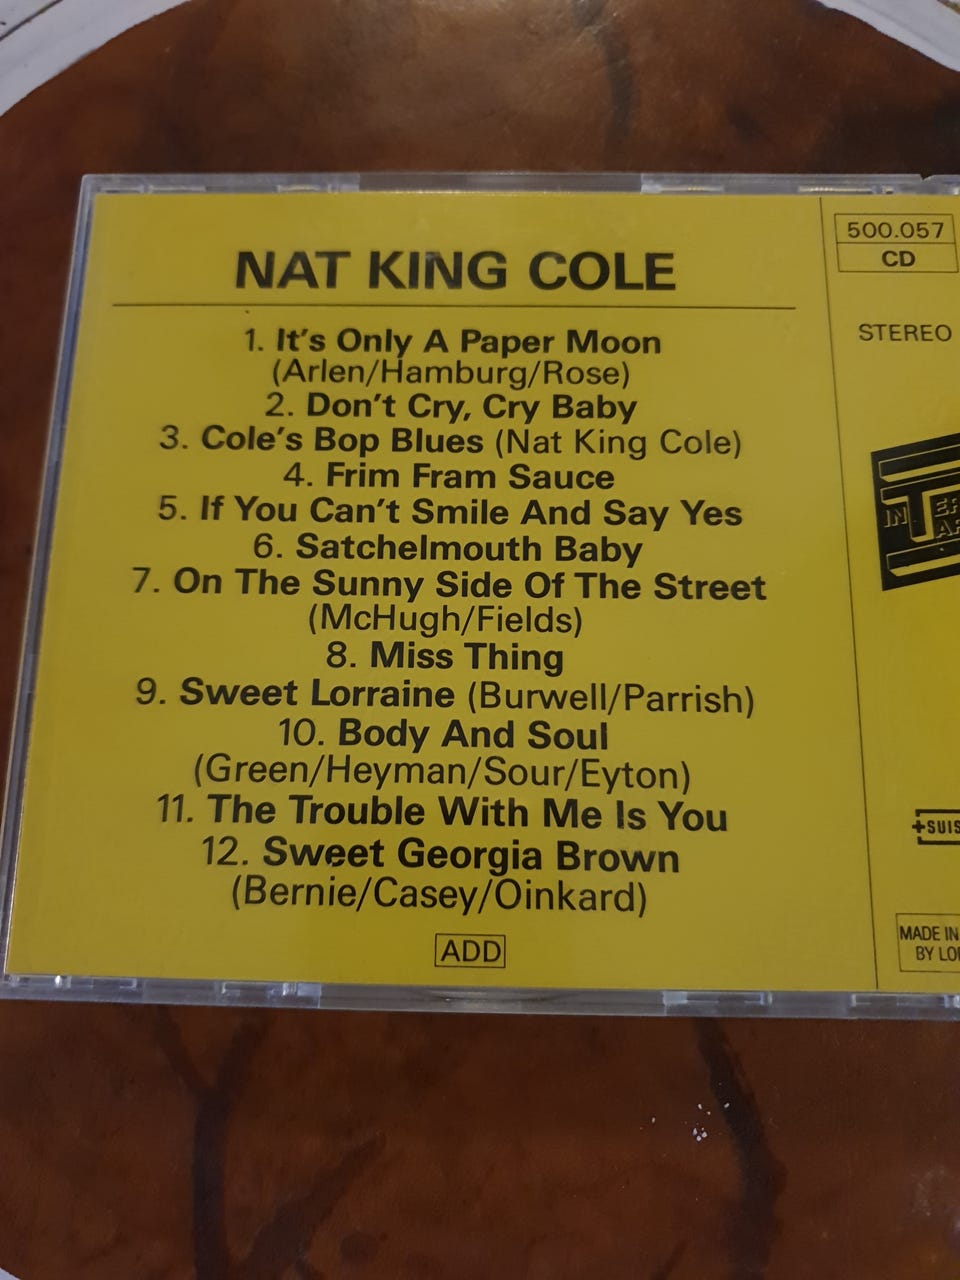 NAT KING COLE
1. It's Only A Paper Moon
(Arlen/Hamburg/Rose)
2. Don't Cry, Cry Baby
3. Cole's Bop Blues (Nat King Cole)
4. Frim Fram Sauce
5. If You Can't Smile And Say Yes
6. Satchelmouth Baby
7. On The Sunny Side Of The Street
(McHugh/Fields)
8. Miss Thing
9. Sweet Lorraine (Burwell/Parrish)
10. Body And Soul
(Green/Heyman/Sour/Eyton)
11. The Trouble With Me Is You
12. Sweet Georgia Brown
(Bernie/Casey/Oinkard)
ADD
500.057
CD
STEREO
MADE IN
BY